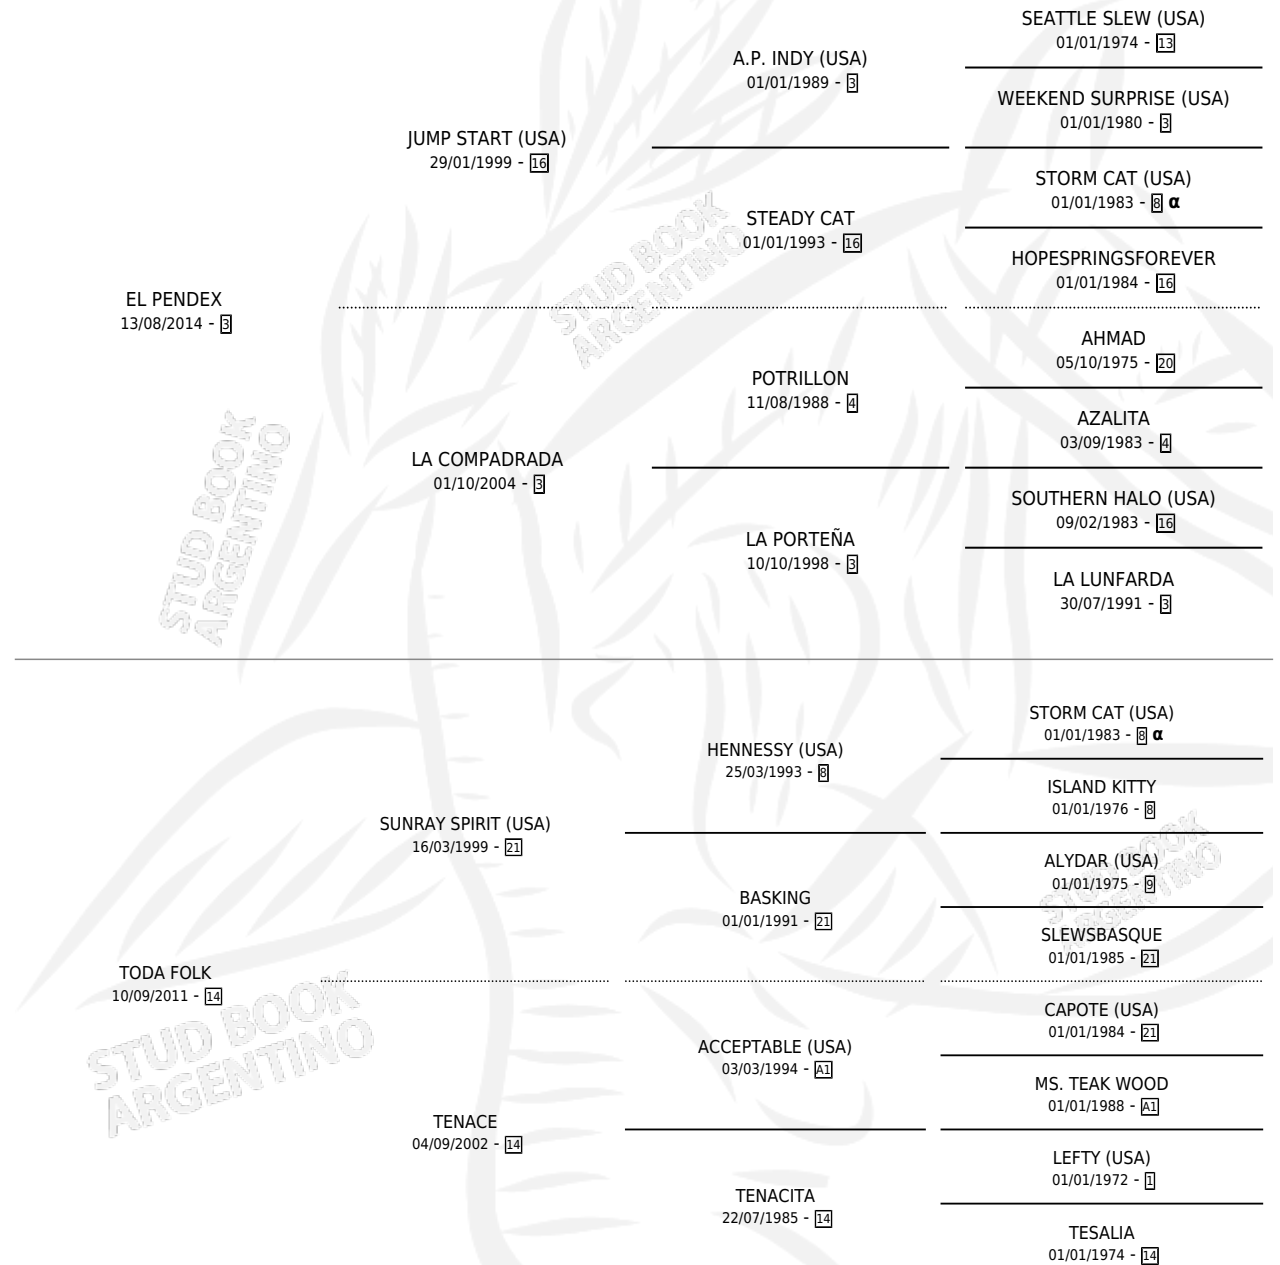 SEATTLE SLEW (USA)
01/01/1974 - 13
A.P. INDY (USA)
01/01/1989 - 3
WEEKEND SURPRISE (USA)
01/01/1980 - 3
JUMP START (USA)
29/01/1999 - 16
STORM CAT (USA)
01/01/1983 - 8 α
STEADY CAT
01/01/1993 - 16
HOPESPRINGSFOREVER
01/01/1984 - 16
STUD BOOK
ARGENTINO
EL PENDEX
13/08/2014 - 3
AHMAD
05/10/1975 - 20
POTRILLON
11/08/1988 - 4
AZALITA
03/09/1983 - 4
LA COMPADRADA
01/10/2004 - 3
SOUTHERN HALO (USA)
09/02/1983 - 16
LA PORTEÑA
10/10/1998 - 3
LA LUNFARDA
30/07/1991 - 3
STUD BOOK
ARGENTINO
STORM CAT (USA)
01/01/1983 - 8 α
HENNESSY (USA)
25/03/1993 - 8
ISLAND KITTY
01/01/1976 - 8
SUNRAY SPIRIT (USA)
16/03/1999 - 21
ALYDAR (USA)
01/01/1975 - 9
STUD BOOK
ARGENTINO
BASKING
01/01/1991 - 21
SLEWSBASQUE
01/01/1985 - 21
TODA FOLK
10/09/2011 - 14
CAPOTE (USA)
01/01/1984 - 21
ACCEPTABLE (USA)
03/03/1994 - A1
MS. TEAK WOOD
01/01/1988 - A1
STUD BOOK
ARGENTINO
TENACE
04/09/2002 - 14
LEFTY (USA)
01/01/1972 - 1
TENACITA
22/07/1985 - 14
TESALIA
01/01/1974 - 14